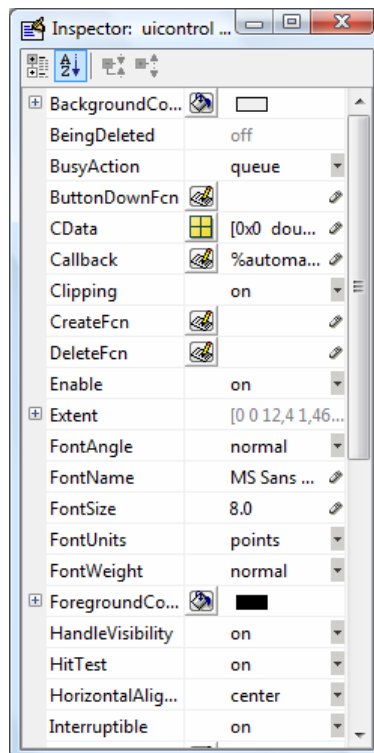 Inspector: uicontrol ...
BackgroundCo...
BeingDeleted off
BusyAction queue
ButtonDownFcn
CData [0x0 dou...
Callback %automa...
Clipping on
CreateFcn
DeleteFcn
Enable on
Extent [0 0 12,4 1,46...
FontAngle normal
FontName MS Sans ...
FontSize 8.0
FontUnits points
FontWeight normal
ForegroundCo...
HandleVisibility on
HitTest on
HorizontalAlig... center
Interruptible on